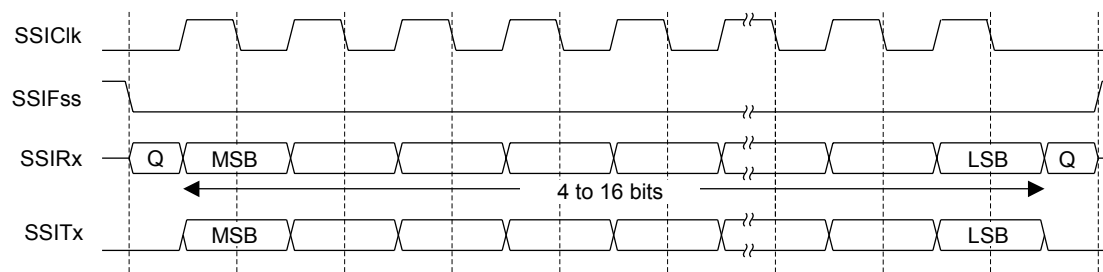 SSIClk
SSIFss
SSIRx Q MSB LSB Q
4 to 16 bits
SSITx MSB LSB